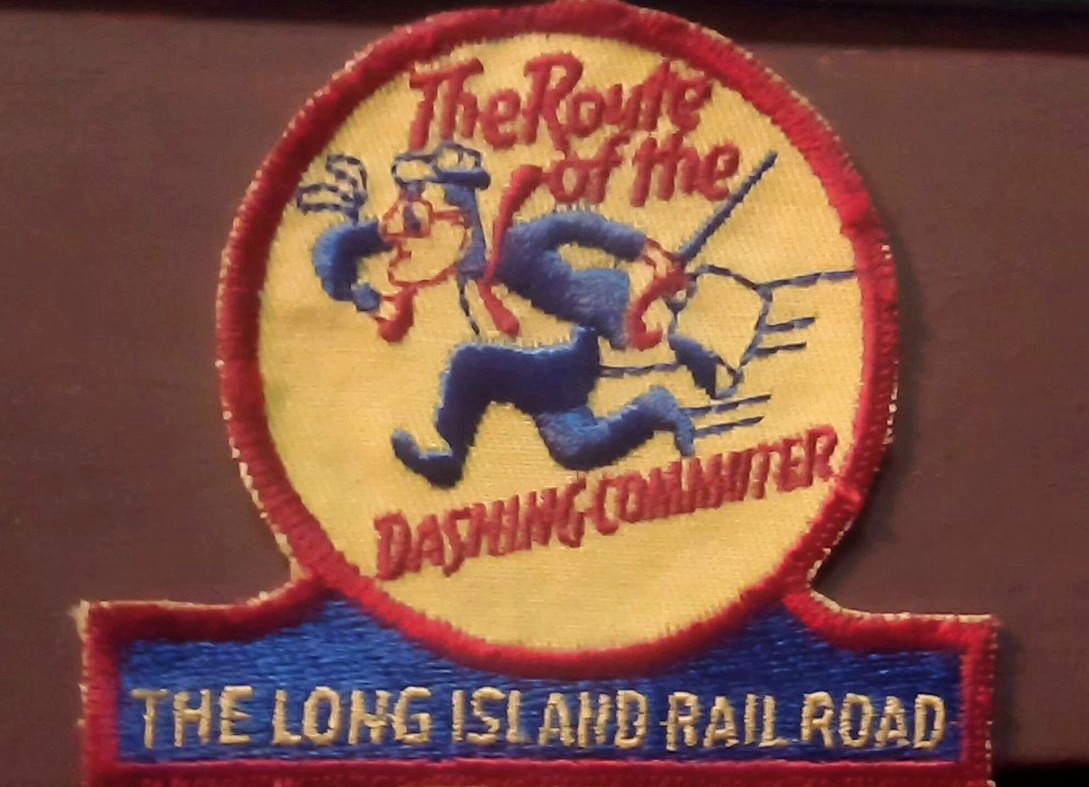 The Route
of the
DASHING COMMUTER
THE LONG ISLAND RAIL ROAD